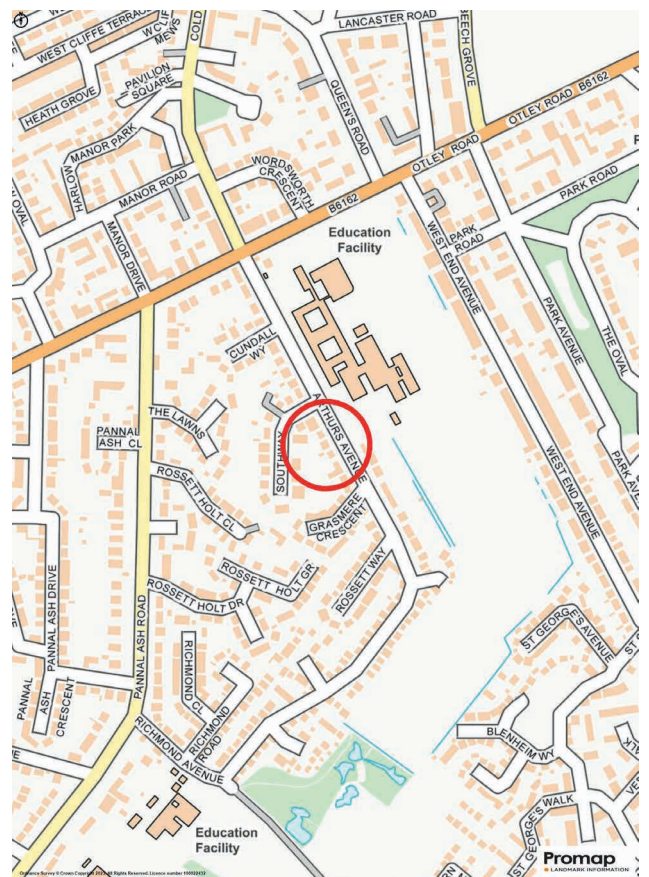 LANCASTER ROAD
BEECH GROVE
WEST CLIFFE TERRACE
W CLIFFE
MEWS
COLD
PAVILION
SQUARE
HEATH GROVE
QUEEN'S ROAD
OTLEY ROAD B6162
MANOR PARK
OTLEY ROAD
WORDSWORTH
CRESCENT
HARLOW
MANOR ROAD
PARK ROAD
OVAL
B6162
MANOR DRIVE
Education
Facility
PARK
ROAD
WEST END AVENUE
PARK AVENUE
THE OVAL
CUNDALL
WY
ARTHURS AVENUE
THE LAWNS
PANNAL
ASH CL
SOUTHWAY
WEST END AVENUE
PARK AVE
ROSSETT HOLT CL
GRASMERE
CRESCENT
ROSSETT HOLT GR
ROSSETT WAY
ROSSETT HOLT DR
PANNAL ASH DRIVE
PANNAL ASH ROAD
ST GEORGE'S AVENUE
ST G
RICHMOND CL
PANNAL
ASH
CRESCENT
RICHMOND
ROAD
RICHMOND AVENUE
BLENHEIM WY
ST GEORGE'S WALK
Education
Facility
Promap
LANDMARK INFORMATION